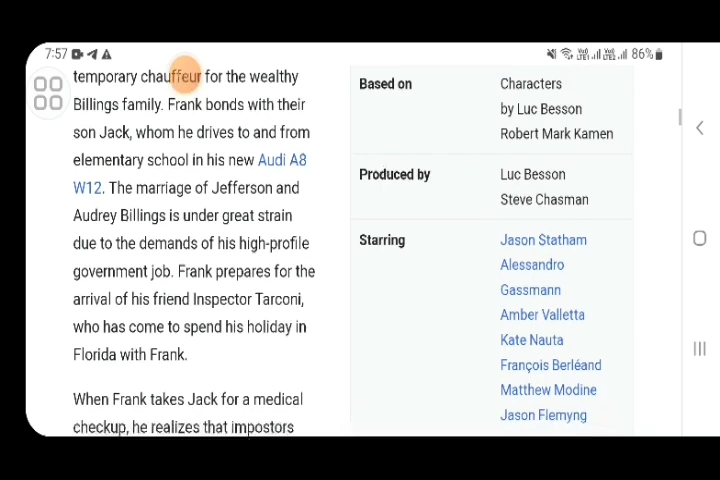 7:57
86%
temporary chauffeur for the wealthy
Billings family. Frank bonds with their
son Jack, whom he drives to and from
elementary school in his new Audi A8
W12. The marriage of Jefferson and
Audrey Billings is under great strain
due to the demands of his high-profile
government job. Frank prepares for the
arrival of his friend Inspector Tarconi,
who has come to spend his holiday in
Florida with Frank.
When Frank takes Jack for a medical
checkup, he realizes that impostors
Based on
Characters
by Luc Besson
Robert Mark Kamen
Produced by
Luc Besson
Steve Chasman
Starring
Jason Statham
Alessandro
Gassmann
Amber Valletta
Kate Nauta
François Berléand
Matthew Modine
Jason Flemyng